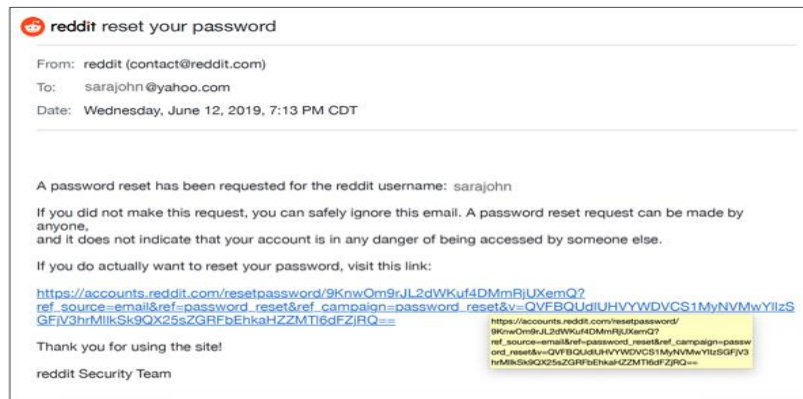 reddit reset your password
From: reddit (contact@reddit.com)
To: sarajohn@yahoo.com
Date: Wednesday, June 12, 2019, 7:13 PM CDT
A password reset has been requested for the reddit username: sarajohn
If you did not make this request, you can safely ignore this email. A password reset request can be made by
anyone,
and it does not indicate that your account is in any danger of being accessed by someone else.
If you do actually want to reset your password, visit this link:
https://accounts.reddit.com/resetpassword/9KnwOm9rJL2dWKuf4DMmRjUXemQ?
ref_source=email&ref=password_reset&ref_campaign=password_reset&v=QVFBQUdlUHVYWDVCS1MyNVMwYIIzS
GFjV3hrMIlkSk9QX25sZGRFbEhkaHZZMTI6dFZjRQ==
https://accounts.reddit.com/resetpassword/
9KnwOm9rJL2dWKuf4DMmRjUXemQ?
ref_source=email&ref=password_reset&ref_campaign=passw
ord_reset&v=QVFBQUdlUHVYWDVCS1MyNVMwYIIzSGFjV3
hrMIlkSk9QX25sZGRFbEhkaHZZMTI6dFZjRQ==
Thank you for using the site!
reddit Security Team